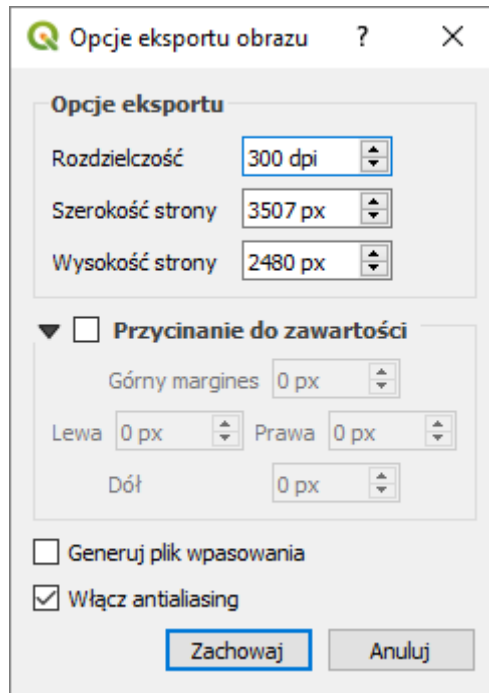 Opcje eksportu obrazu ?
Opcje eksportu
Rozdzielczość 300 dpi
Szerokość strony 3507 px
Wysokość strony 2480 px
Przycinanie do zawartości
Górny margines 0 px
Lewa 0 px Prawa 0 px
Dół 0 px
Generuj plik wpasowania
Włącz antialiasing
Zachowaj Anuluj